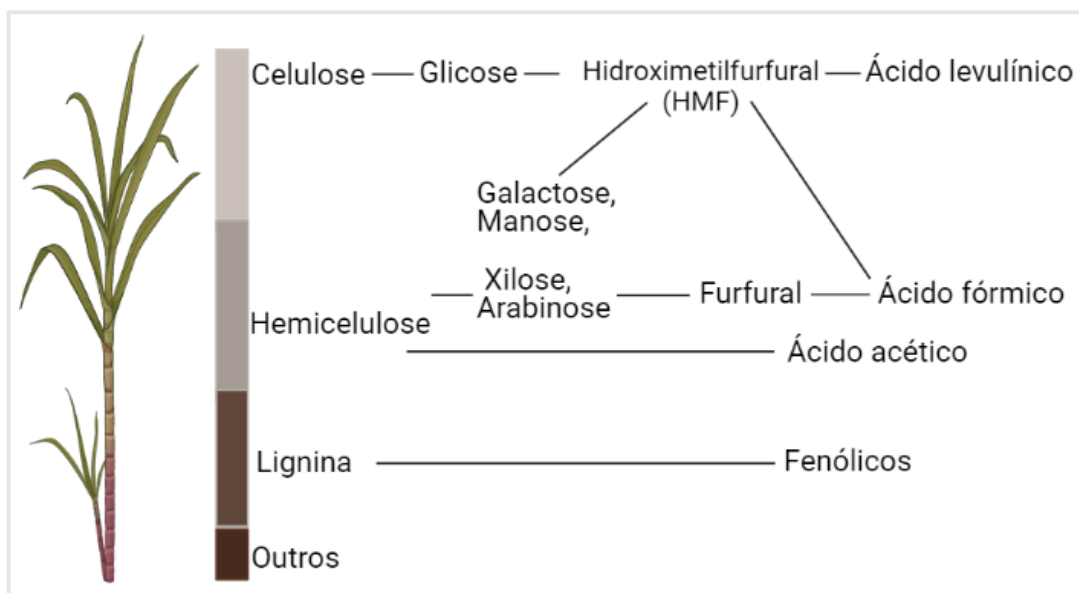 Celulose Glicose Hidroximetilfurfural Ácido levulínico
(HMF)
Galactose,
Manose,
Xilose,
Arabinose Furfural Ácido fórmico
Hemicelulose
Ácido acético
Lignina Fenólicos
Outros